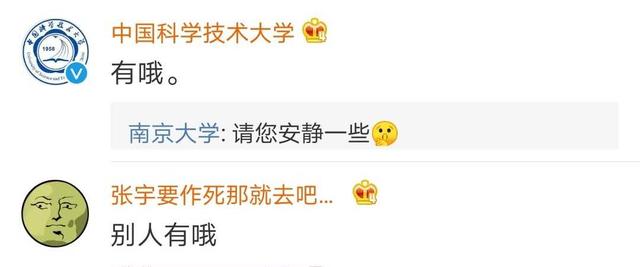 中国科学技术大学
有哦。
南京大学: 请您安静一些
张宇要作死那就去吧...
别人有哦
1958